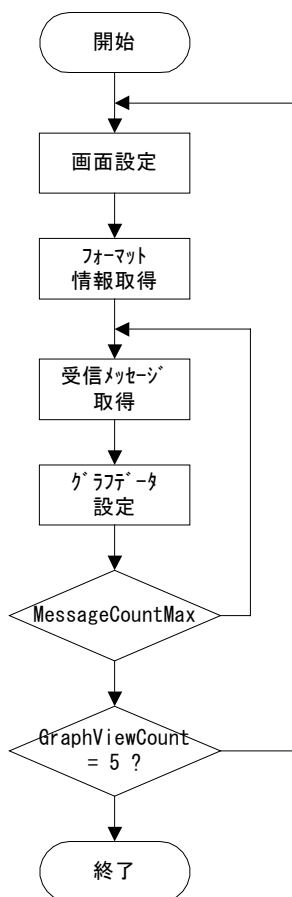 開始
画面設定
ﾌｫｰﾏｯﾄ
情報取得
受信ﾒｯｾｰｼﾞ
取得
ｸﾞﾗﾌﾃﾞｰﾀ
設定
MessageCountMax
GraphViewCount
= 5 ?
終了